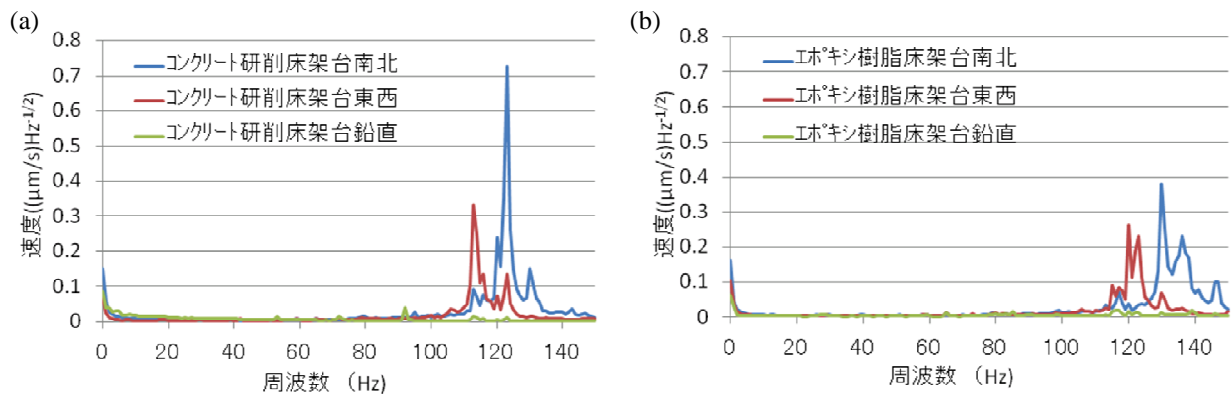 (a)
0.8
0.7
0.6
0.5
0.4
0.3
0.2
0.1
0
速度((μm/s)Hz-1/2)
コンクリート研削床架台南北
コンクリート研削床架台東西
コンクリート研削床架台鉛直
0 20 40 60 80 100 120 140
周波数 (Hz)
(b)
0.8
0.7
0.6
0.5
0.4
0.3
0.2
0.1
0
速度((μm/s)Hz-1/2)
エポキシ樹脂床架台南北
エポキシ樹脂床架台東西
エポキシ樹脂床架台鉛直
0 20 40 60 80 100 120 140
周波数 (Hz)